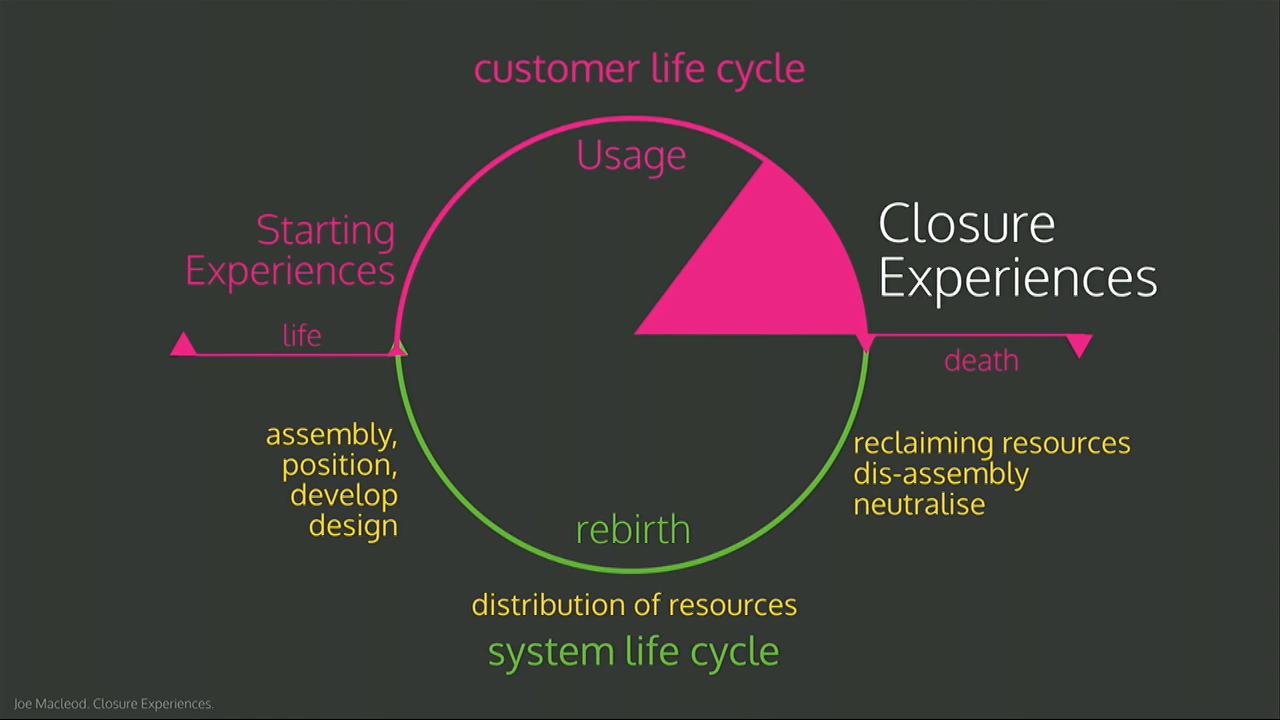 customer life cycle
Usage
Starting
Experiences
Closure
Experiences
life
death
assembly,
position,
develop
design
reclaiming resources
dis-assembly
neutralise
rebirth
distribution of resources
system life cycle
Joe Macleod. Closure Experiences.